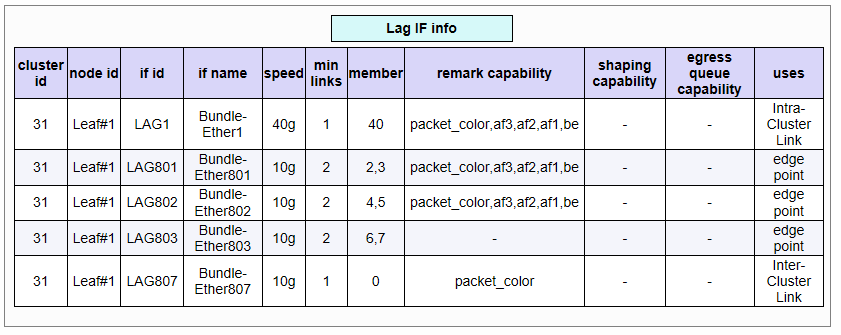 Lag IF info
cluster id node id if id if name speed min links member remark capability shaping capability egress queue capability uses
31 Leaf#1 LAG1 Bundle-Ether1 40g 1 40 packet_color,af3,af2,af1,be - - Intra-Cluster Link
31 Leaf#1 LAG801 Bundle-Ether801 10g 2 2,3 packet_color,af3,af2,af1,be - - edge point
31 Leaf#1 LAG802 Bundle-Ether802 10g 2 4,5 packet_color,af3,af2,af1,be - - edge point
31 Leaf#1 LAG803 Bundle-Ether803 10g 2 6,7 - - - edge point
31 Leaf#1 LAG807 Bundle-Ether807 10g 1 0 packet_color - - Inter-Cluster Link